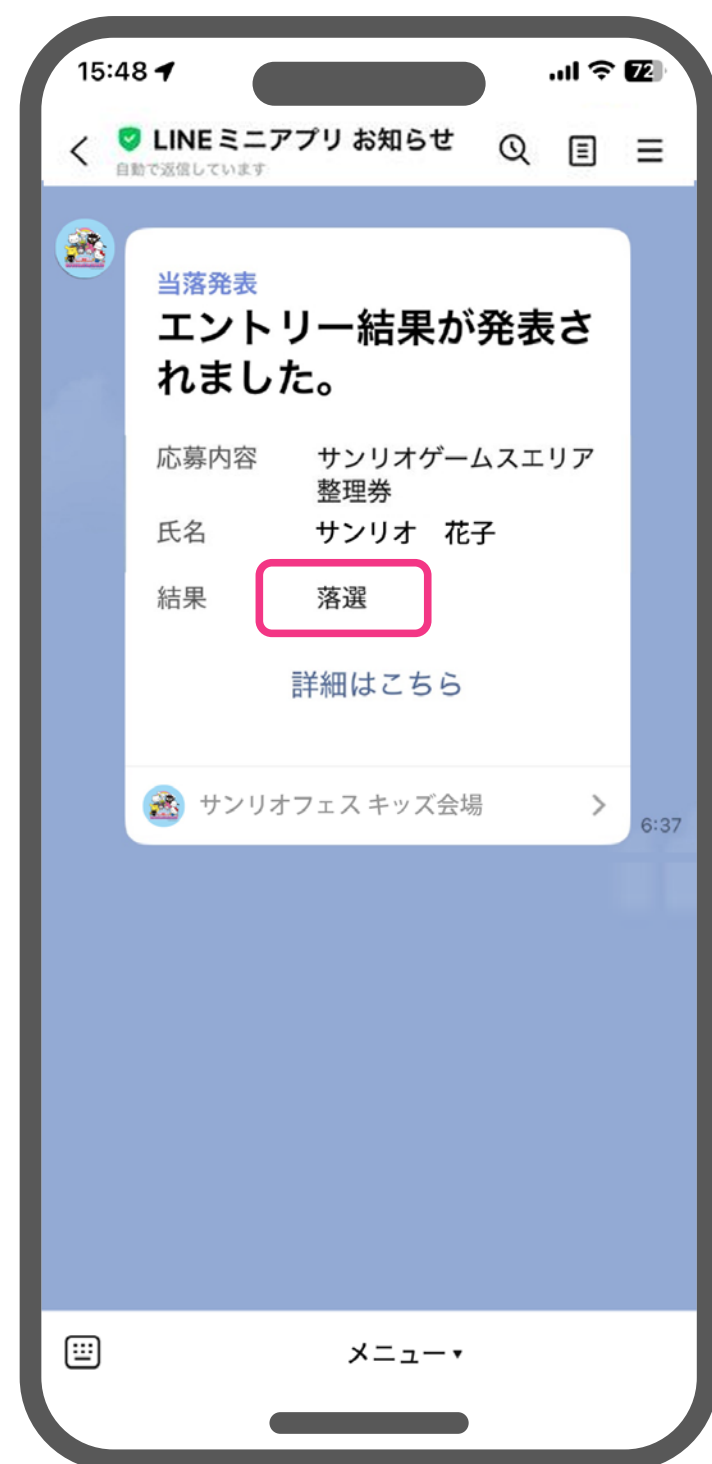 15:48
72
LINEミニアプリ お知らせ
自動で返信しています
当落発表
エントリー結果が発表さ
れました。
応募内容 サンリオゲームスエリア
整理券
氏名 サンリオ　花子
結果 落選
詳細はこちら
サンリオフェス キッズ会場
6:37
メニュー▾